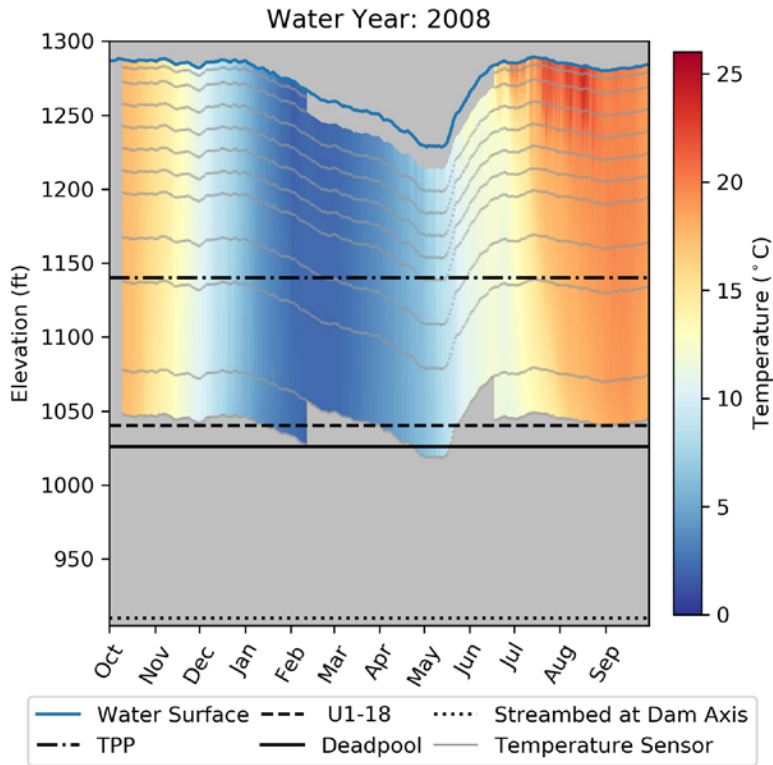 Water Year: 2008
1300
1250
1200
1150
1100
1050
1000
950
Elevation (ft)
Oct
Nov
Dec
Jan
Feb
Mar
Apr
May
Jun
Jul
Aug
Sep
25
20
15
10
5
0
Temperature (°C)
Water Surface
U1-18
Streambed at Dam Axis
TPP
Deadpool
Temperature Sensor